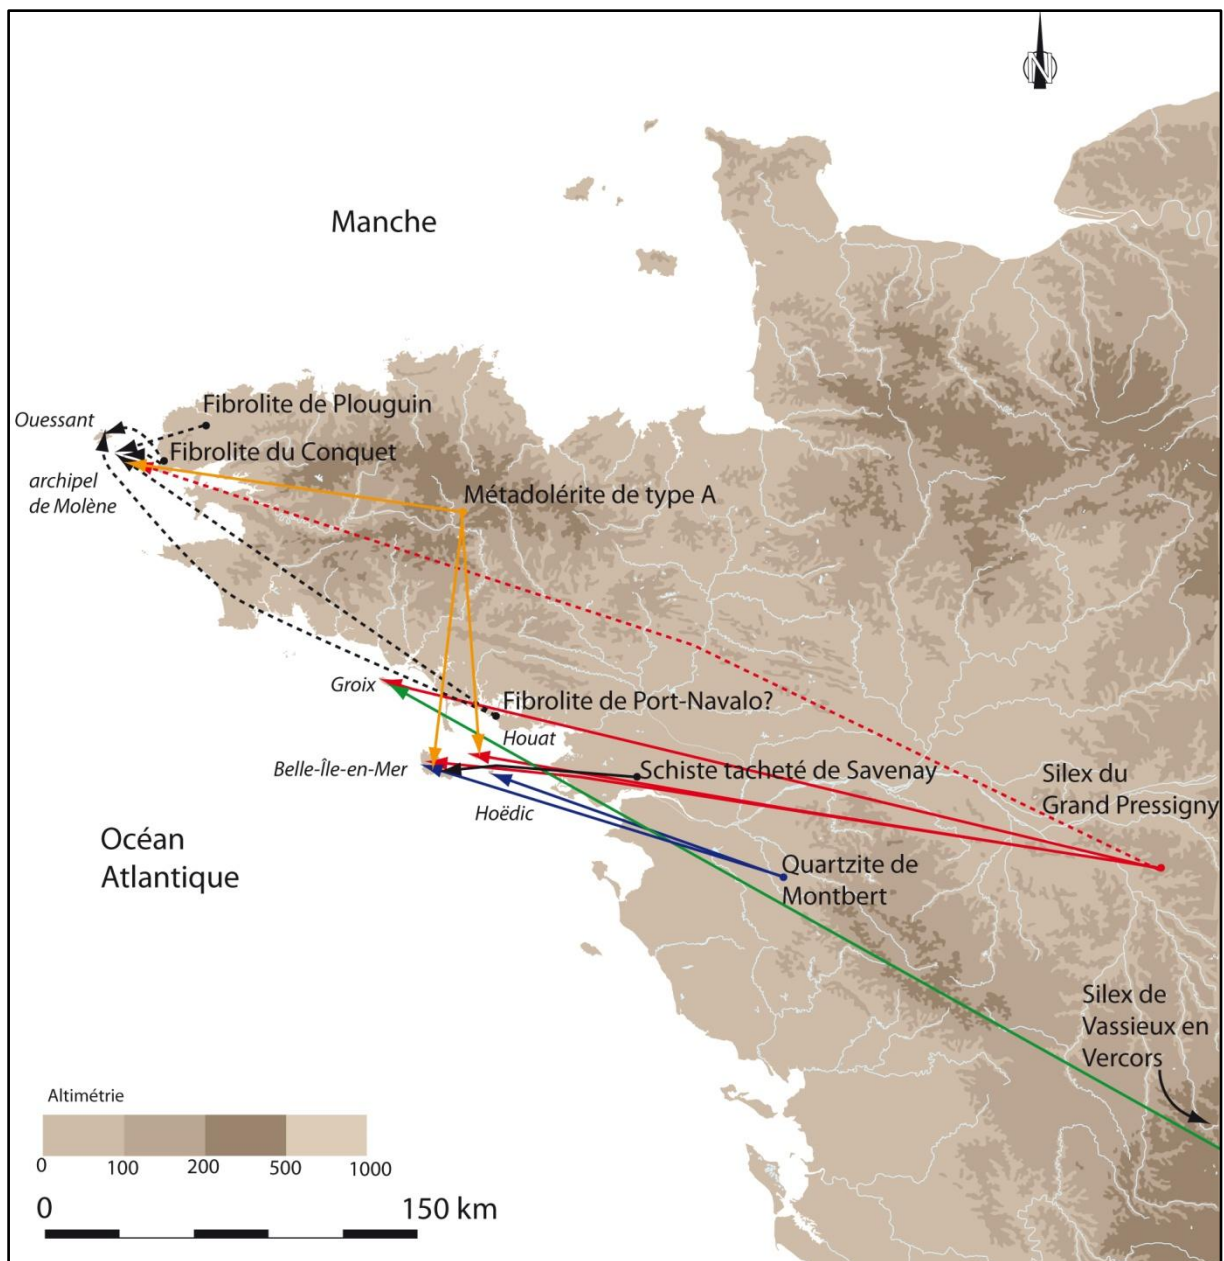 N
Manche
Ouessant
Fibrolite de Plouguin
Fibrolite du Conquet
archipel
de Molène
Métadolérite de type A
Groix
Fibrolite de Port-Navalo?
Houat
Belle-Île-en-Mer
Schiste tacheté de Savenay
Silex du
Grand Pressigny
Hoëdic
Océan
Atlantique
Quartzite de
Montbert
Silex de
Vassieux en
Vercors
Altimétrie
0 100 200 500 1000
0 150 km